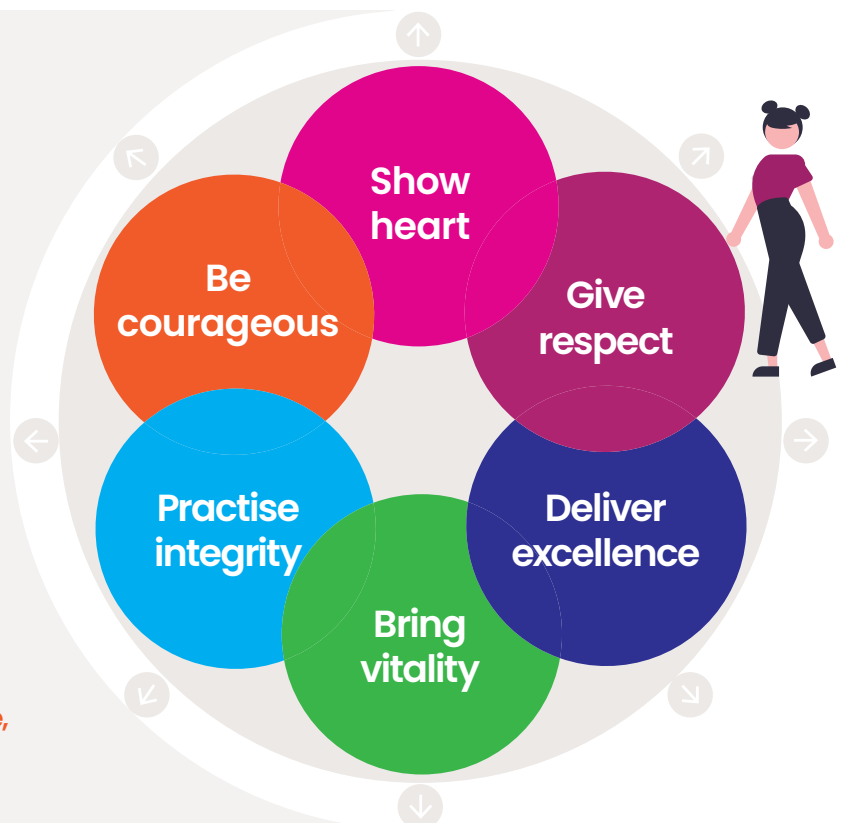 Show
heart
Give
respect
Deliver
excellence
Bring
vitality
Practise
integrity
Be
courageous